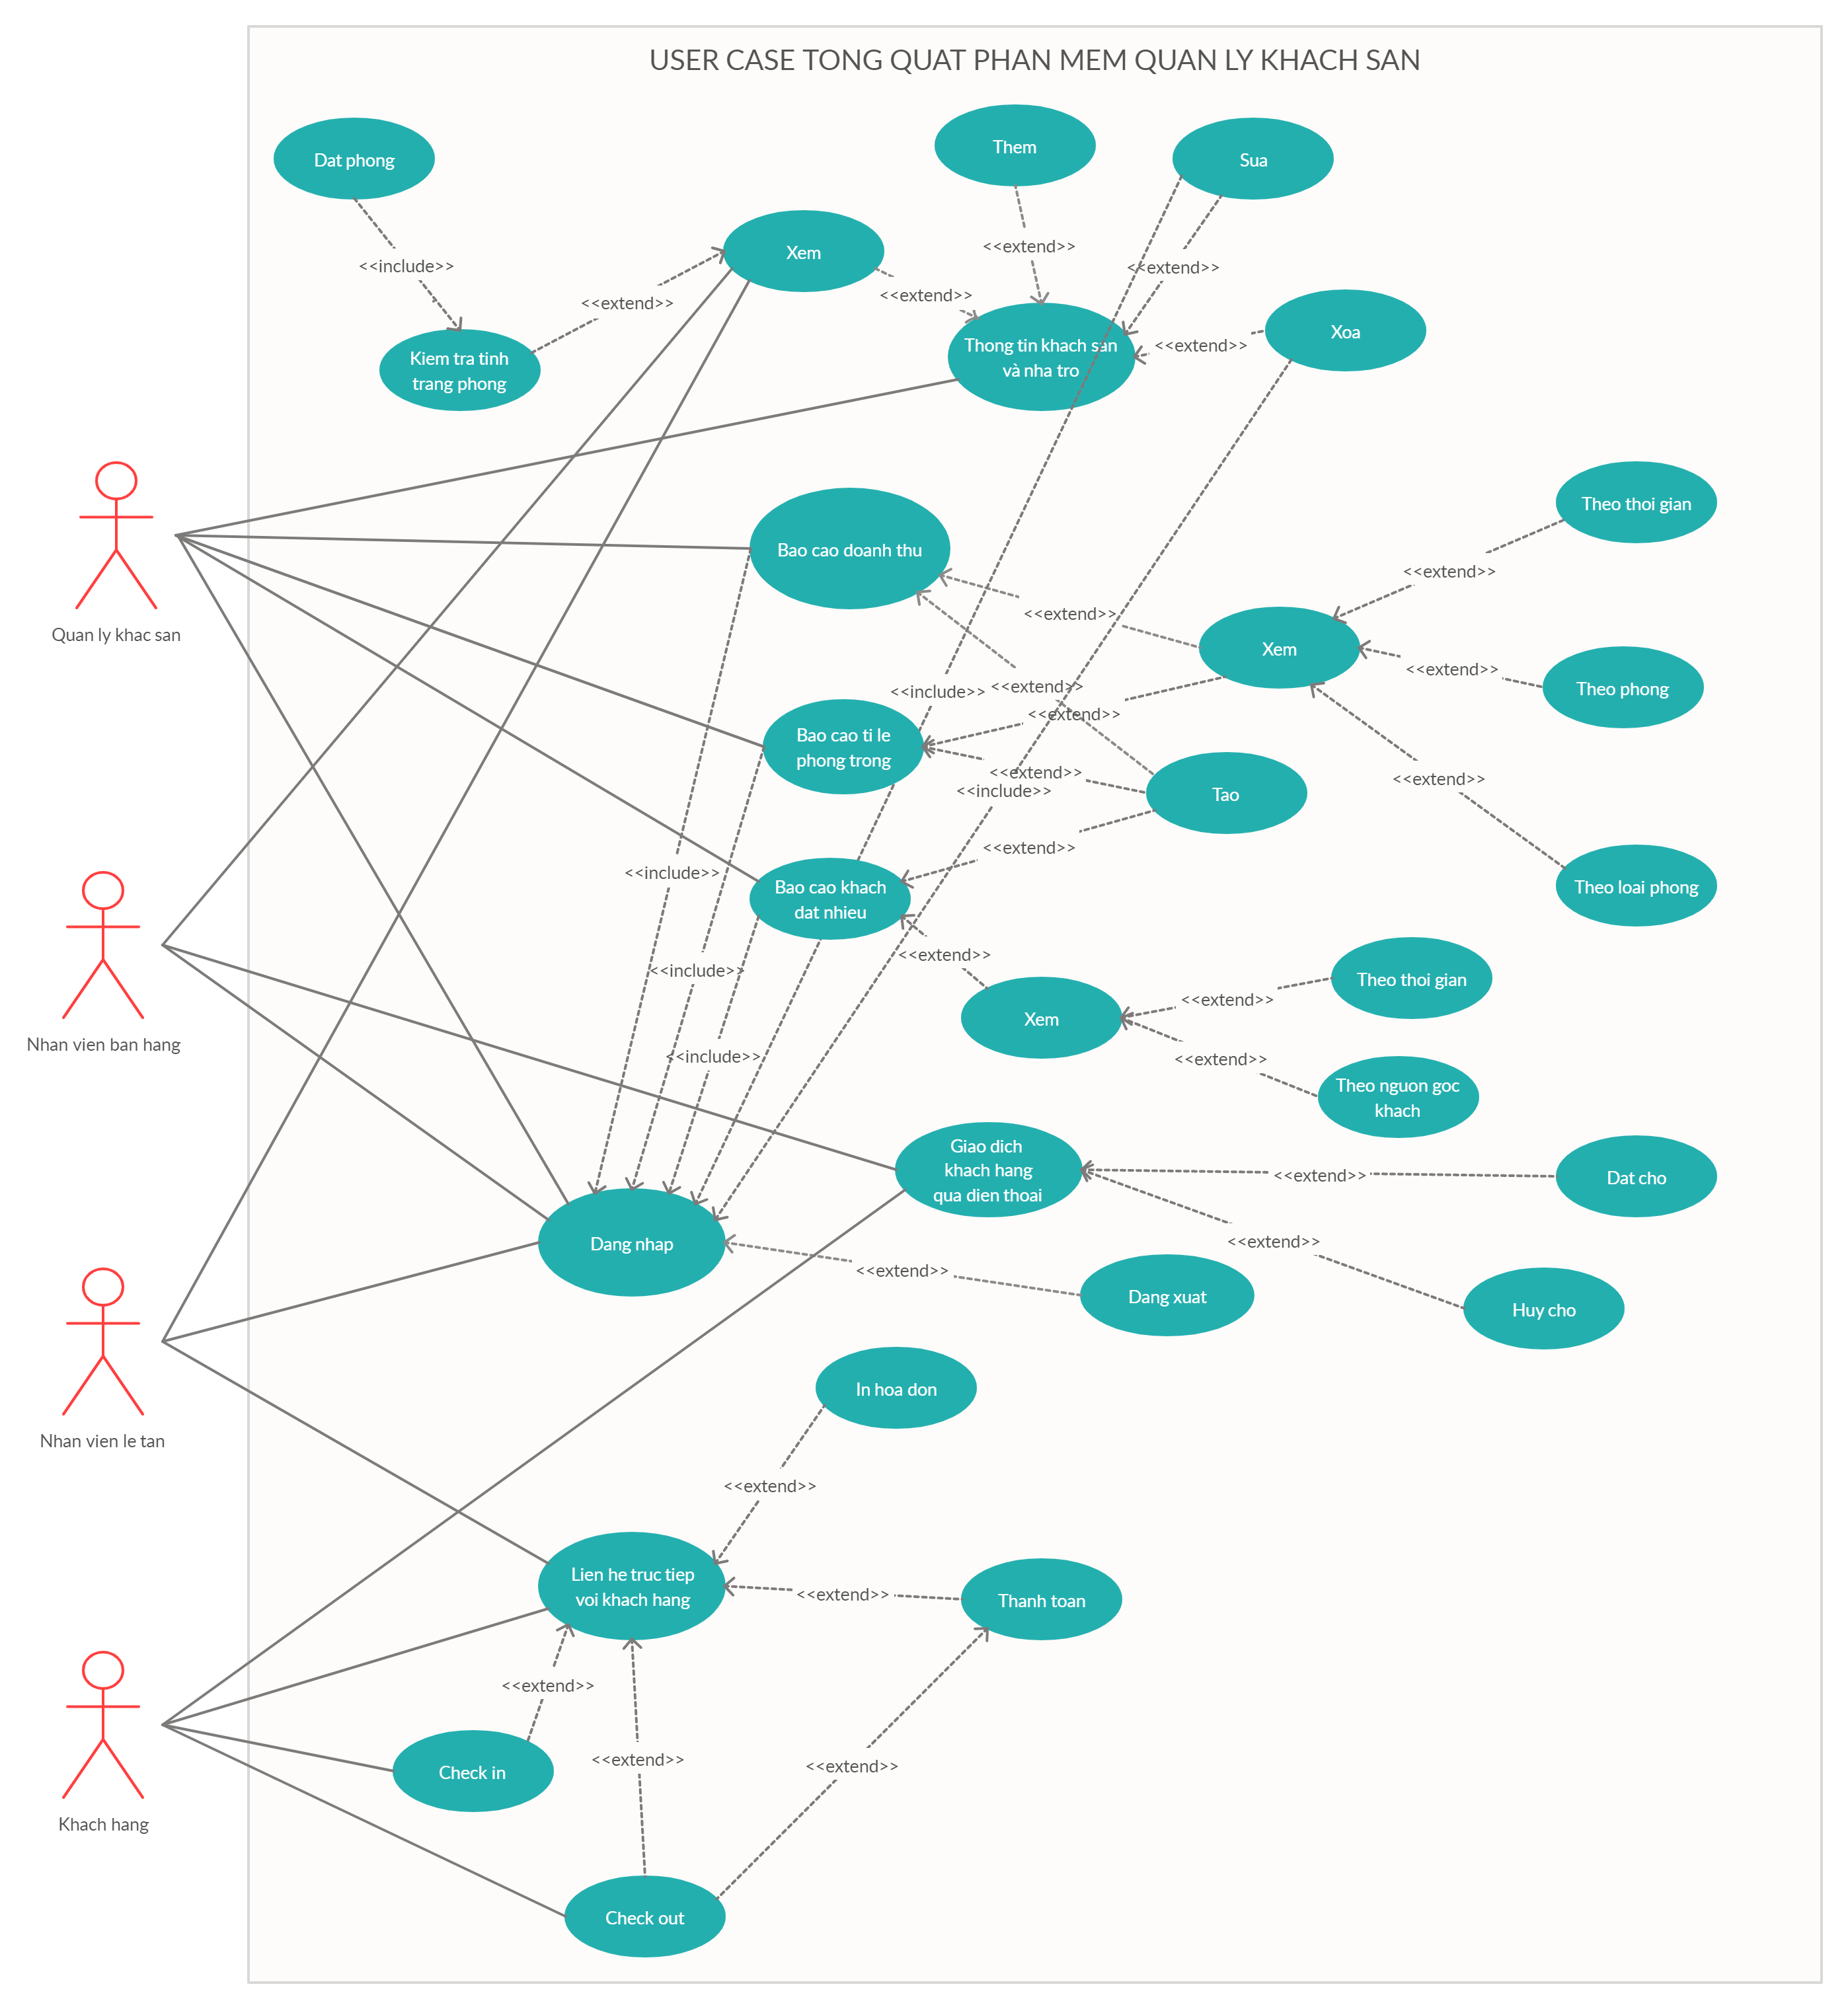 USER CASE TONG QUAT PHAN MEM QUAN LY KHACH SAN
Dat phong
Them
Sua
Xem
<<include>>
<<extend>>
<<extend>>
<<extend>>
<<extend>>
Xoa
Kiem tra tinh
trang phong
Thong tin khach san
và nha tro
<<extend>>
Quan ly khac san
Bao cao doanh thu
Theo thoi gian
<<extend>>
<<extend>>
Xem
<<extend>>
Theo phong
<<include>>
<<extend>>
<<extend>>
Bao cao ti le
phong trong
<<extend>>
<<include>>
Tao
<<extend>>
<<extend>>
<<include>>
Bao cao khach
dat nhieu
Theo loai phong
<<extend>>
<<include>>
Theo thoi gian
<<extend>>
Xem
Nhan vien ban hang
<<include>>
<<extend>>
Theo nguon goc
khach
Giao dich
khach hang
qua dien thoai
<<extend>>
Dat cho
Dang nhap
<<extend>>
<<extend>>
Dang xuat
Huy cho
In hoa don
Nhan vien le tan
<<extend>>
Lien he truc tiep
voi khach hang
<<extend>>
Thanh toan
<<extend>>
<<extend>>
<<extend>>
Check in
Khach hang
Check out